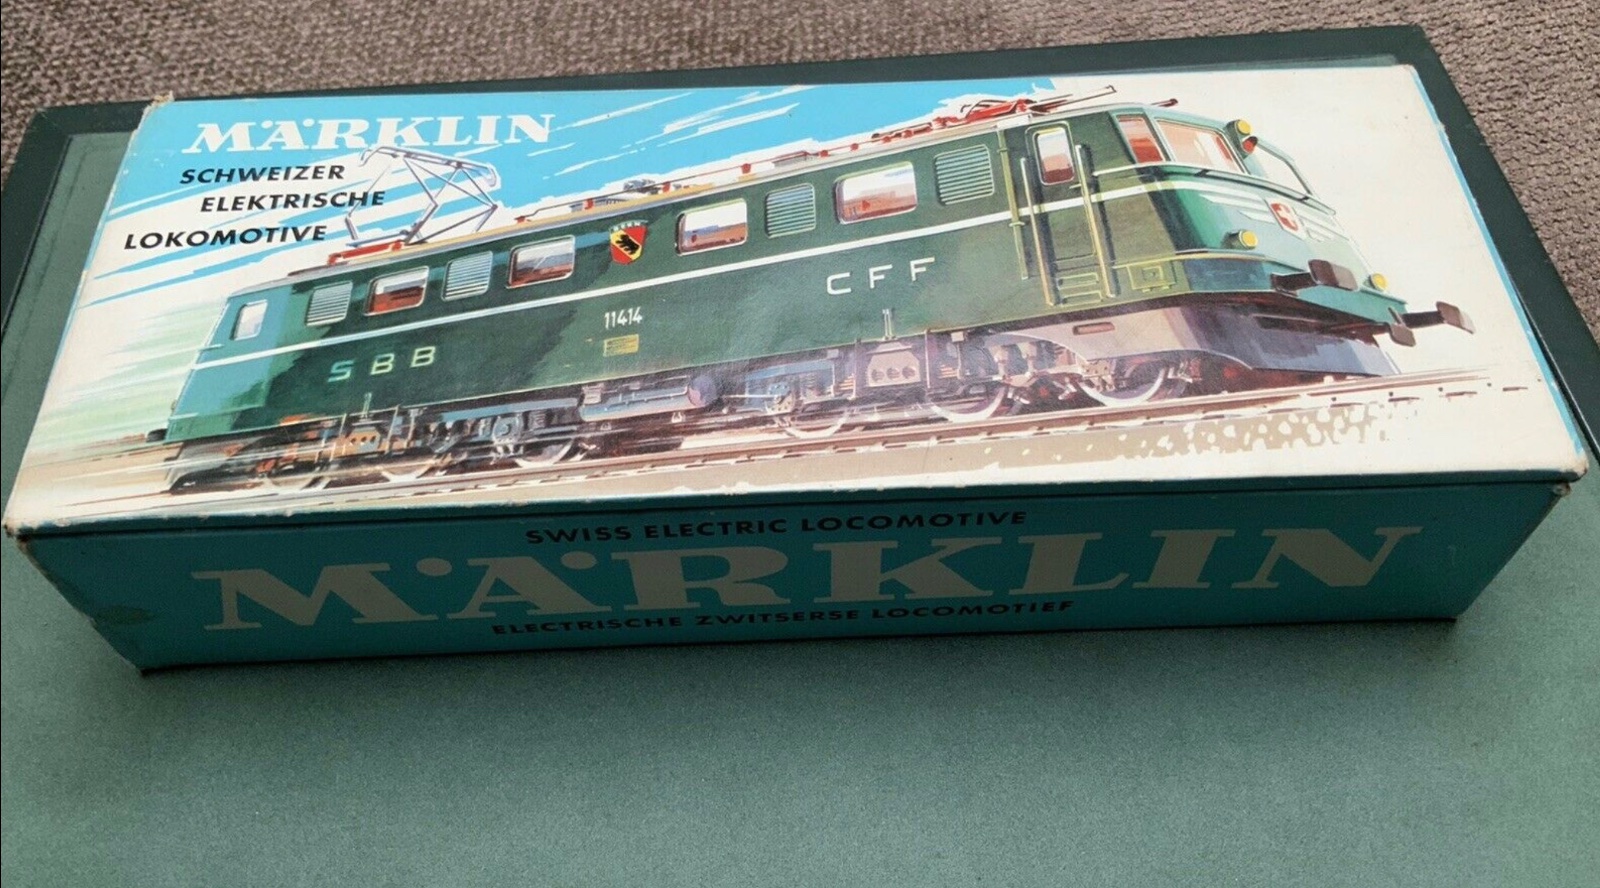 MÄRKLIN
SCHWEIZER
ELEKTRISCHE
LOKOMOTIVE
SBB
11414
CFF
SWISS ELECTRIC LOCOMOTIVE
MÄRKLIN
ELECTRISCHE ZWITSERSE LOCOMOTIEF